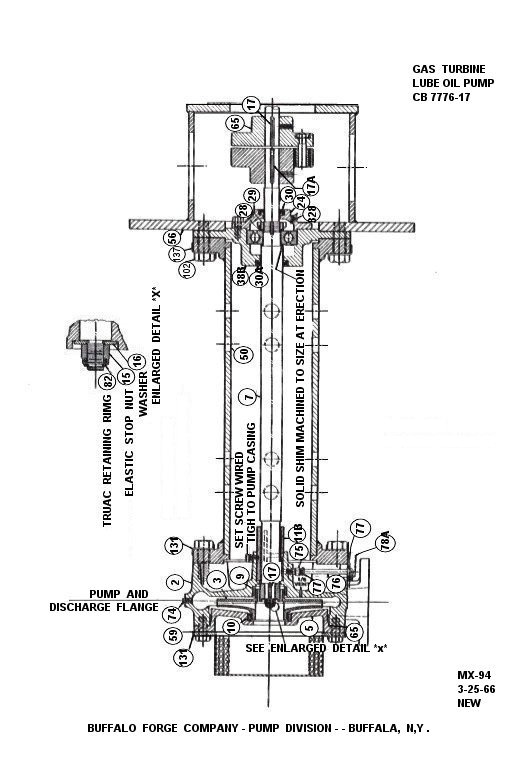 GAS TURBINE
LUBE OIL PUMP
CB 7776-17
17
65
17A
29
30
28
24
32B
56
137
102
38B
30A
SOLID SHIM MACHINED TO SIZE AT ERECTION
ENLARGED DETAIL "X"
16
WASHER
15
ELASTIC STOP NUT
82
TRUAC RETAINING RIMG
50
7
SET SCREW WIRED
TIGH TO PUMP CASING
11B
131
75
77
78A
2
3
9
17
77
76
PUMP AND
DISCHARGE FLANGE
74
59
10
5
65
131
SEE ENLARGED DETAIL "x"
MX-94
3-25-66
NEW
BUFFALO FORGE COMPANY - PUMP DIVISION - - BUFFALA, N,Y .